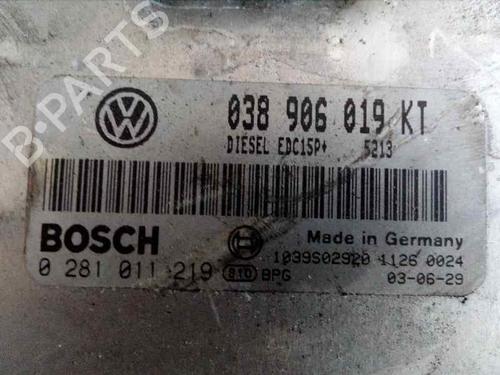 B-PARTS
038 906 019 KT
DIESEL EDC15P+ 5213
BOSCH
Made in Germany
0 281 011 219 810 BPG
1039S02920 1126 0024
03-06-29